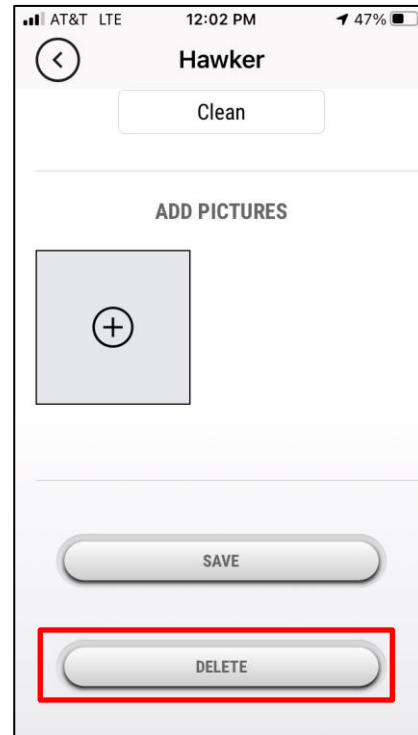 AT&T LTE 12:02 PM 47%
Hawker
Clean
ADD PICTURES
SAVE
DELETE